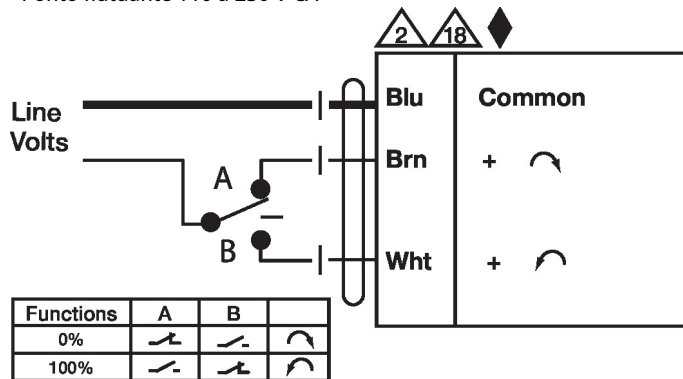 2 18
Line
Volts
Blu Common
Brn +
A
B
Wht +
Functions A B
0%
100%